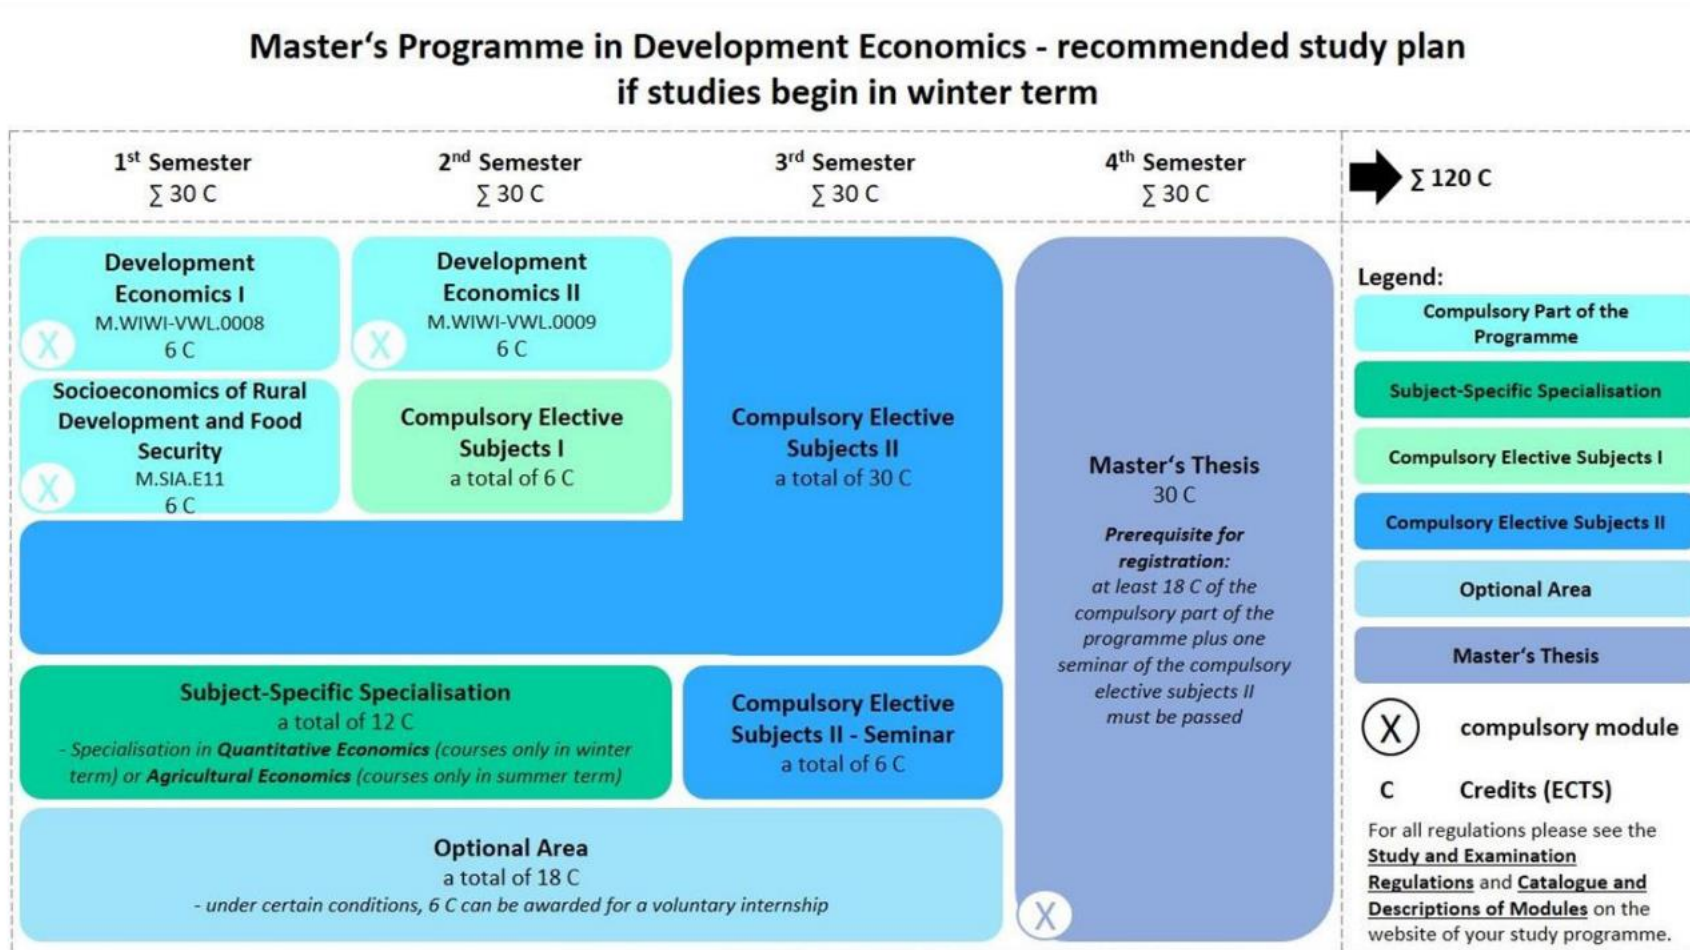 Master‘s Programme in Development Economics - recommended study plan
if studies begin in winter term
1st Semester
∑ 30 C
2nd Semester
∑ 30 C
3rd Semester
∑ 30 C
4th Semester
∑ 30 C
∑ 120 C
Development
Economics I
M.WIWI-VWL.0008
6 C
X
Development
Economics II
M.WIWI-VWL.0009
6 C
X
Socioeconomics of Rural
Development and Food
Security
M.SIA.E11
6 C
X
Compulsory Elective
Subjects I
a total of 6 C
Compulsory Elective
Subjects II
a total of 30 C
Master‘s Thesis
30 C
Prerequisite for
registration:
at least 18 C of the
compulsory part of the
programme plus one
seminar of the compulsory
elective subjects II
must be passed
X
Subject-Specific Specialisation
a total of 12 C
- Specialisation in Quantitative Economics (courses only in winter
term) or Agricultural Economics (courses only in summer term)
Compulsory Elective
Subjects II - Seminar
a total of 6 C
Optional Area
a total of 18 C
- under certain conditions, 6 C can be awarded for a voluntary internship
Legend:
Compulsory Part of the
Programme
Subject-Specific Specialisation
Compulsory Elective Subjects I
Compulsory Elective Subjects II
Optional Area
Master‘s Thesis
X compulsory module
C Credits (ECTS)
For all regulations please see the
Study and Examination
Regulations and Catalogue and
Descriptions of Modules on the
website of your study programme.